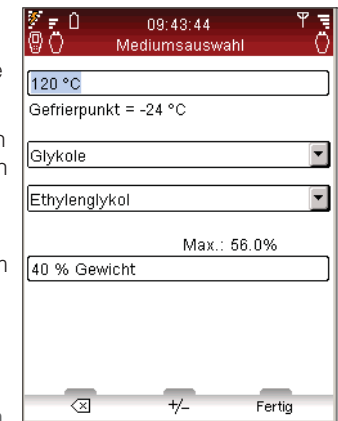 09:43:44
Mediumsauswahl
120 °C
Gefrierpunkt = -24 °C
Glykole
Ethylenglykol
Max.: 56.0%
40 % Gewicht
+/- Fertig